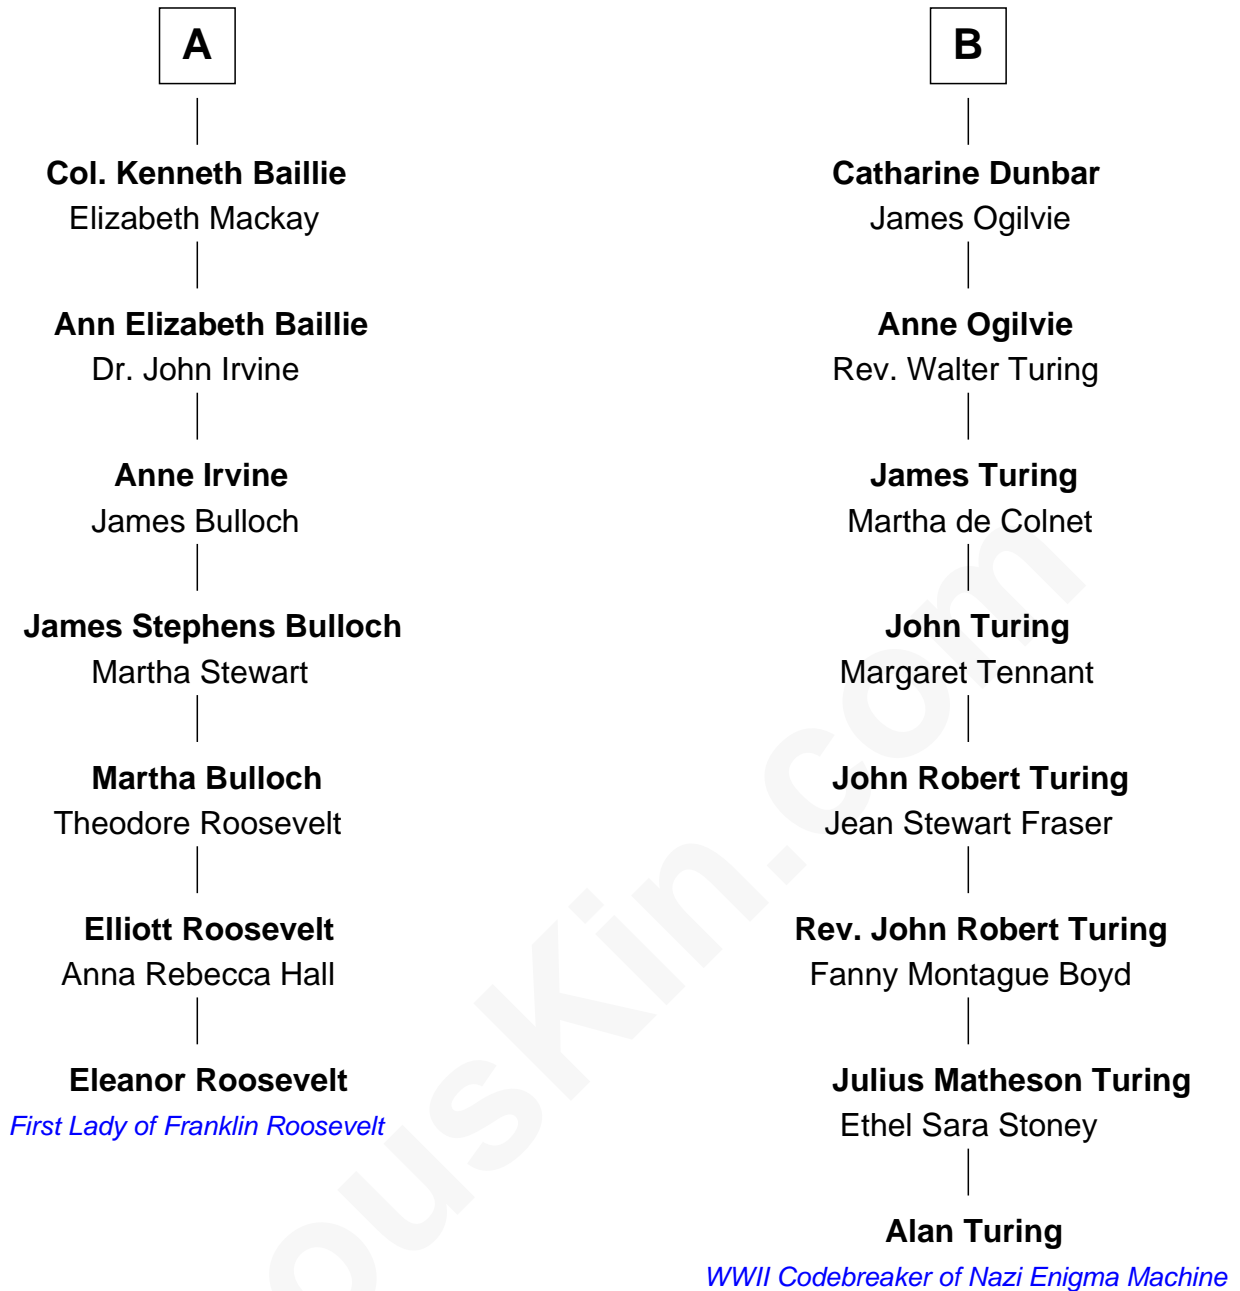 A
Col. Kenneth Baillie
Elizabeth Mackay
Ann Elizabeth Baillie
Dr. John Irvine
Anne Irvine
James Bulloch
James Stephens Bulloch
Martha Stewart
Martha Bulloch
Theodore Roosevelt
Elliott Roosevelt
Anna Rebecca Hall
Eleanor Roosevelt
First Lady of Franklin Roosevelt
B
Catharine Dunbar
James Ogilvie
Anne Ogilvie
Rev. Walter Turing
James Turing
Martha de Colnet
John Turing
Margaret Tennant
John Robert Turing
Jean Stewart Fraser
Rev. John Robert Turing
Fanny Montague Boyd
Julius Matheson Turing
Ethel Sara Stoney
Alan Turing
WWII Codebreaker of Nazi Enigma Machine
ousKin.com